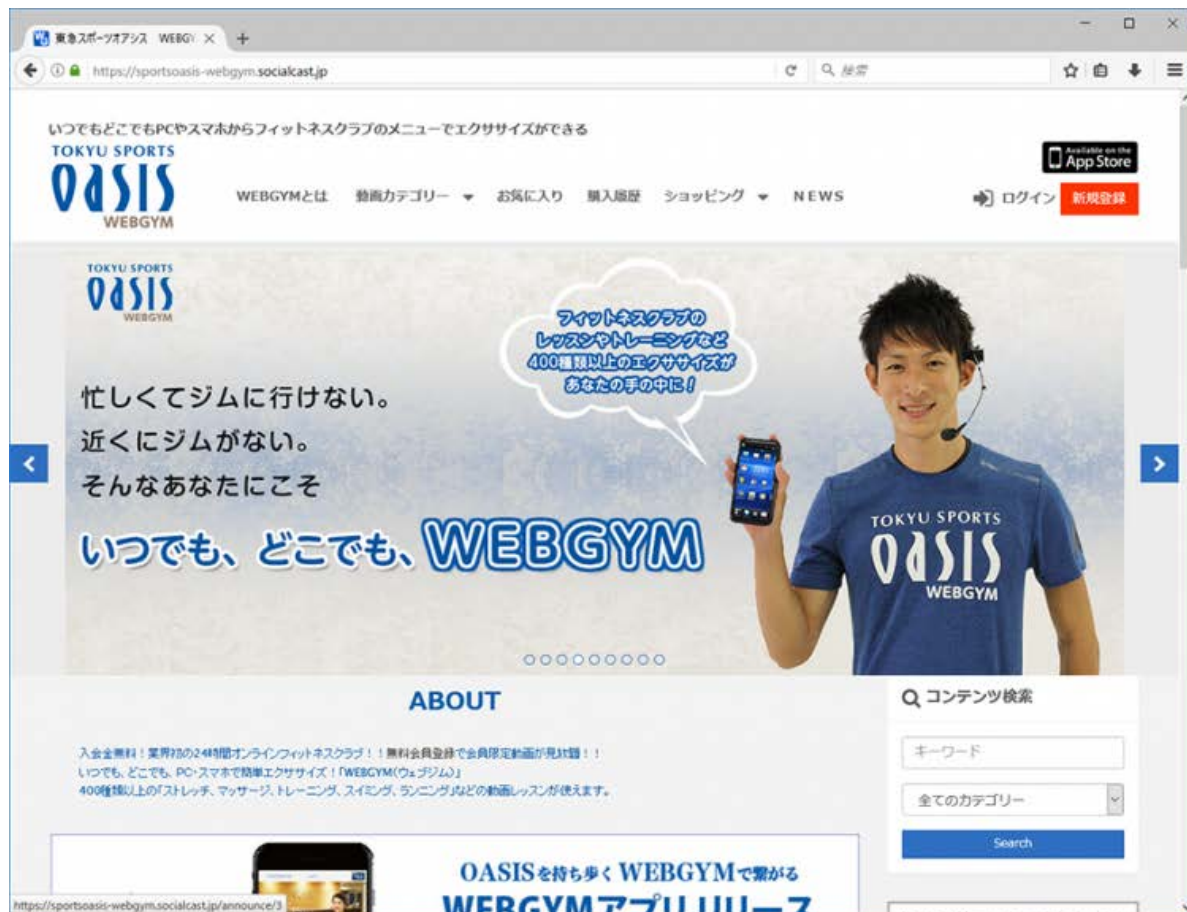 東急スポーツオアシス WEBG
https://sportsoasis-webgym.socialcast.jp
検索
いつでもどこでもPCやスマホからフィットネスクラブのメニューでエクササイズができる
TOKYU SPORTS
OASIS
WEBGYM
Available on the
App Store
WEBGYMとは 動画カテゴリー お気に入り 購入履歴 ショッピング NEWS
ログイン 新規登録
TOKYU SPORTS
OASIS
WEBGYM
フィットネスクラブの
レッスンやトレーニングなど
400種類以上のエクササイズが
あなたの手の中に!
忙しくてジムに行けない。
近くにジムがない。
そんなあなたにこそ
いつでも、どこでも、WEBGYM
TOKYU SPORTS
OASIS
WEBGYM
ABOUT
入会金無料!業界初の24時間オンラインフィットネスクラブ!!無料会員登録で会員限定動画が見放題!!
いつでも、どこでも、PC・スマホで簡単エクササイズ!「WEBGYM(ウェブジム)」
400種類以上の「ストレッチ、マッサージ、トレーニング、スイミング、ランニング」などの動画レッスンが使えます。
コンテンツ検索
キーワード
全てのカテゴリー
Search
OASISを持ち歩くWEBGYMで繋がる
WEBGYMアプリリリース
https://sportsoasis-webgym.socialcast.jp/announce/3